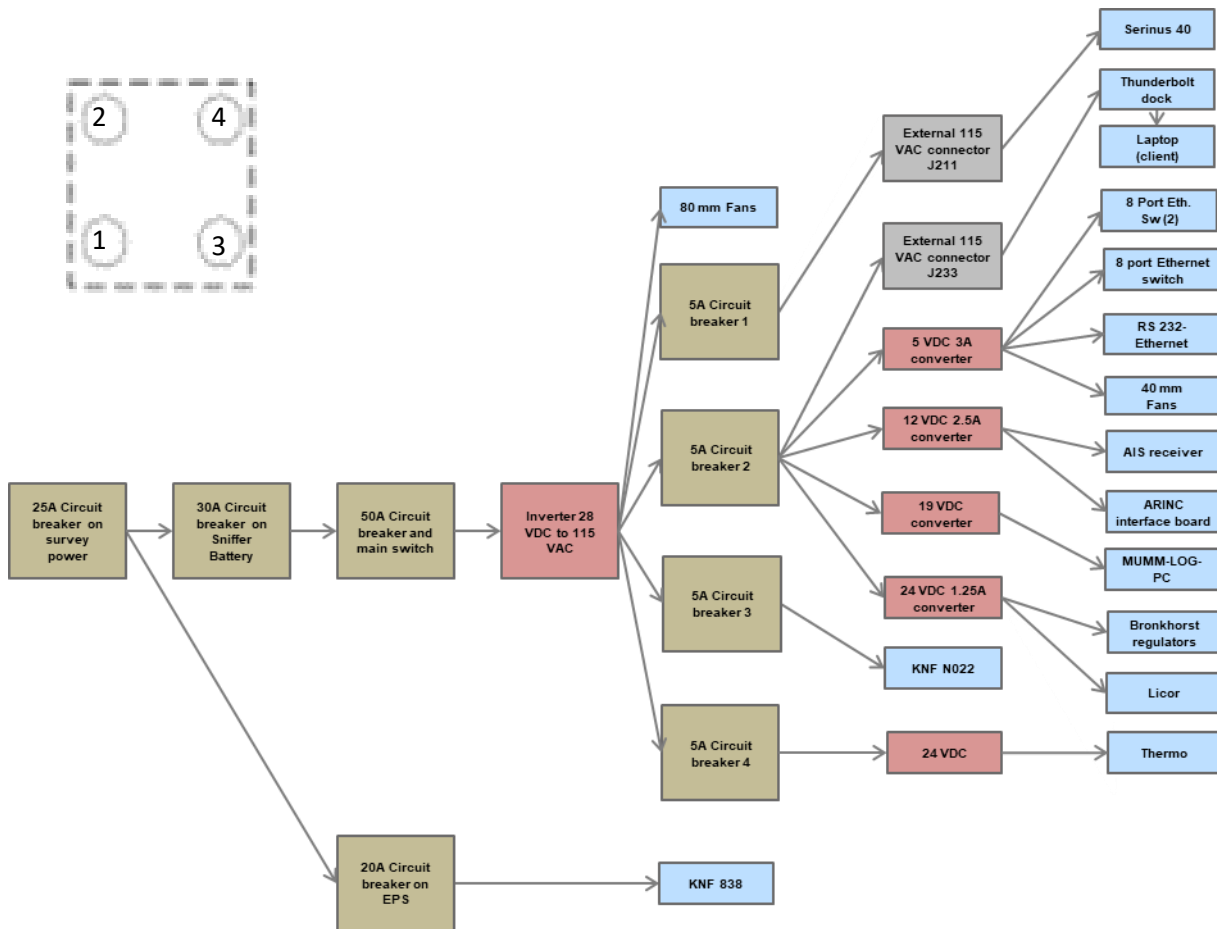 2
4
1
3
Serinus 40
Thunderbolt
dock
Laptop
(client)
External 115
VAC connector
J211
80 mm Fans
8 Port Eth.
Sw (2)
External 115
VAC connector
J233
8 port Ethernet
switch
5A Circuit
breaker 1
RS 232-
Ethernet
5 VDC 3A
converter
40 mm
Fans
12 VDC 2.5A
converter
5A Circuit
breaker 2
AIS receiver
25A Circuit
breaker on
survey
power
30A Circuit
breaker on
Sniffer
Battery
50A Circuit
breaker and
main switch
Inverter 28
VDC to 115
VAC
19 VDC
converter
ARINC
interface board
MUMM-LOG-
PC
24 VDC 1.25A
converter
5A Circuit
breaker 3
Bronkhorst
regulators
KNF N022
Licor
5A Circuit
breaker 4
24 VDC
Thermo
20A Circuit
breaker on
EPS
KNF 838